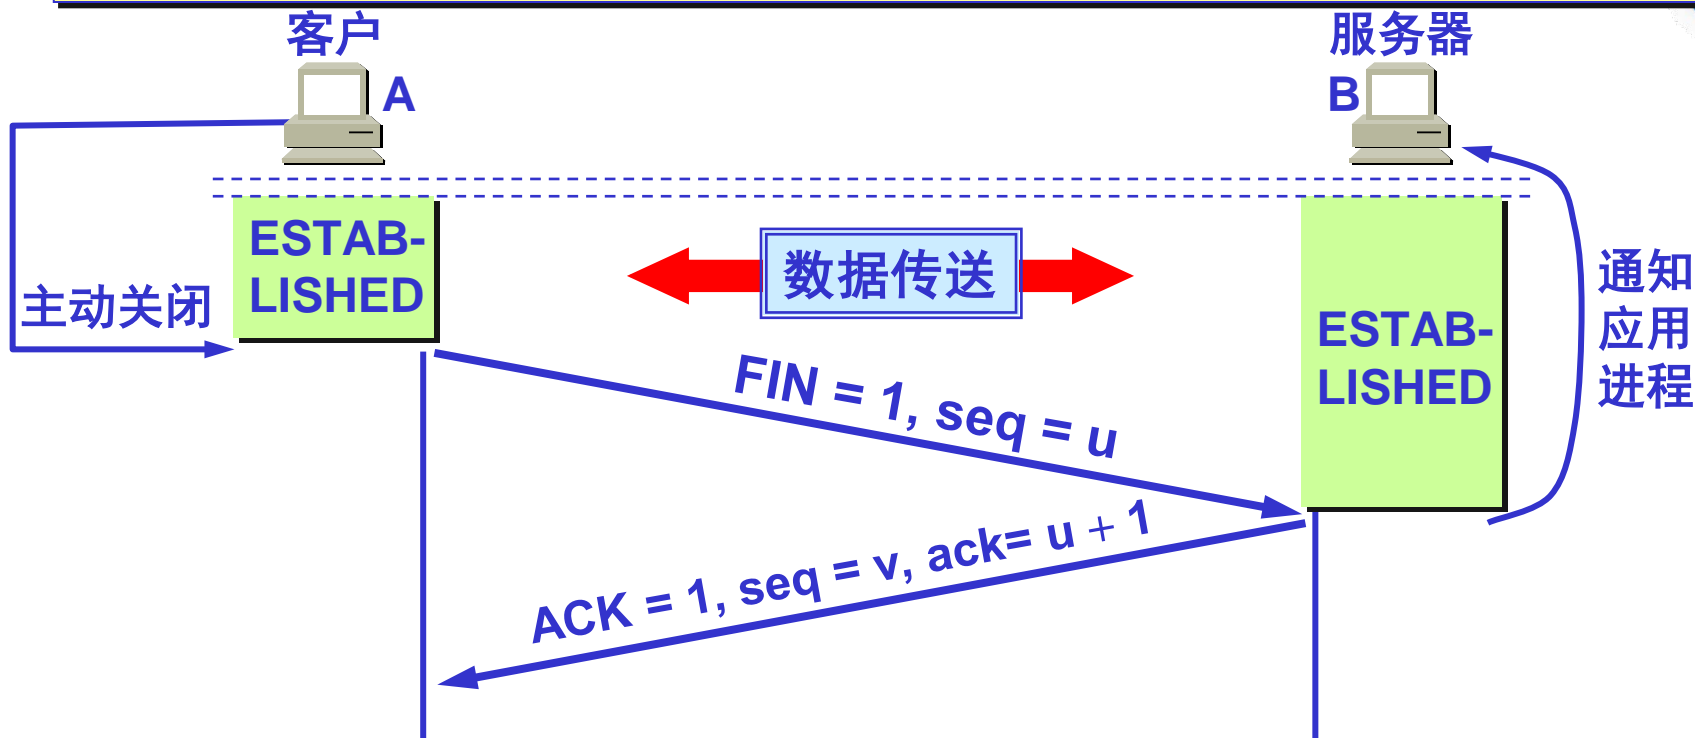 客户
A
服务器
B
ESTAB-
LISHED
主动关闭
数据传送
ESTAB-
LISHED
通知
应用
进程
FIN = 1, seq = u
ACK = 1, seq = v, ack= u + 1